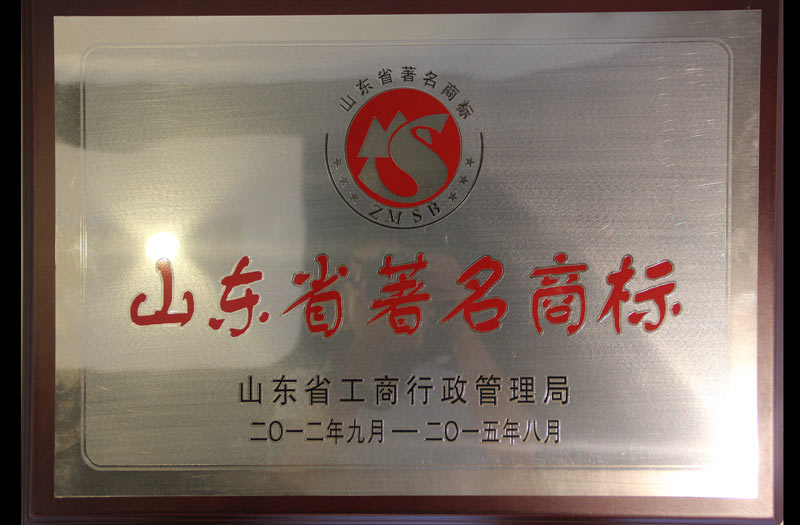 山东省著名商标
ZMSB
山东省著名商标
山东省工商行政管理局
二〇一二年九月—二〇一五年八月